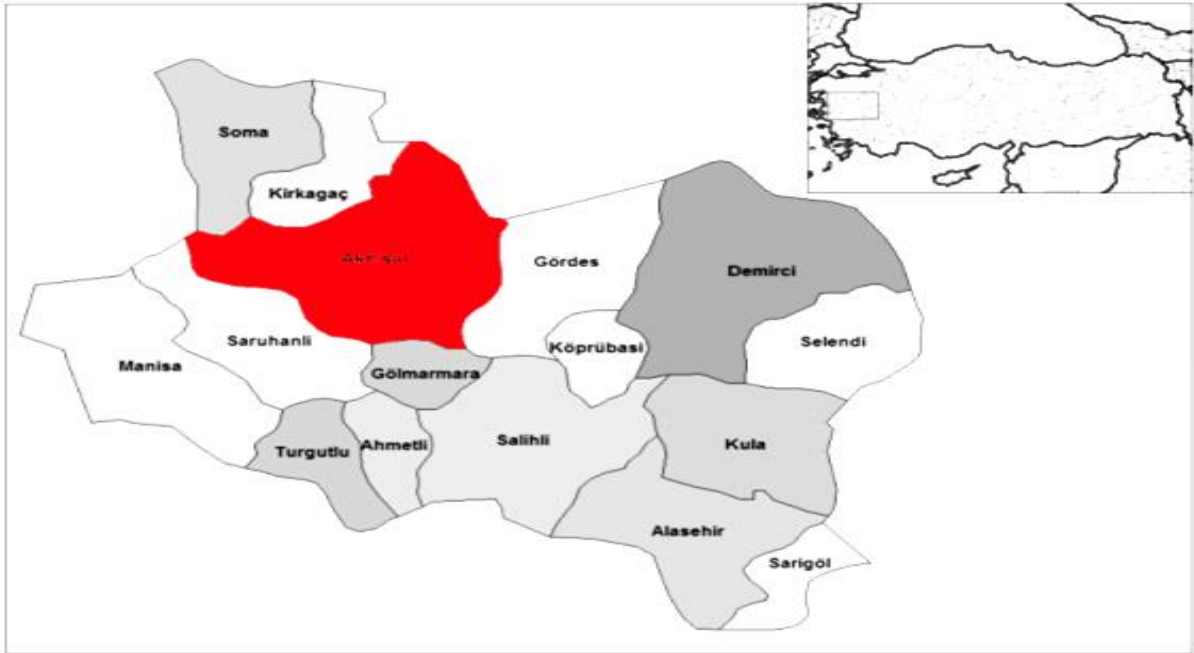 Soma
Kirkagaç
Gördes
Demirci
Saruhanli
Köprübasi
Selendi
Manisa
Gölmarmara
Turgutlu
Ahmetli
Salihli
Kula
Alasehir
Sarigöl